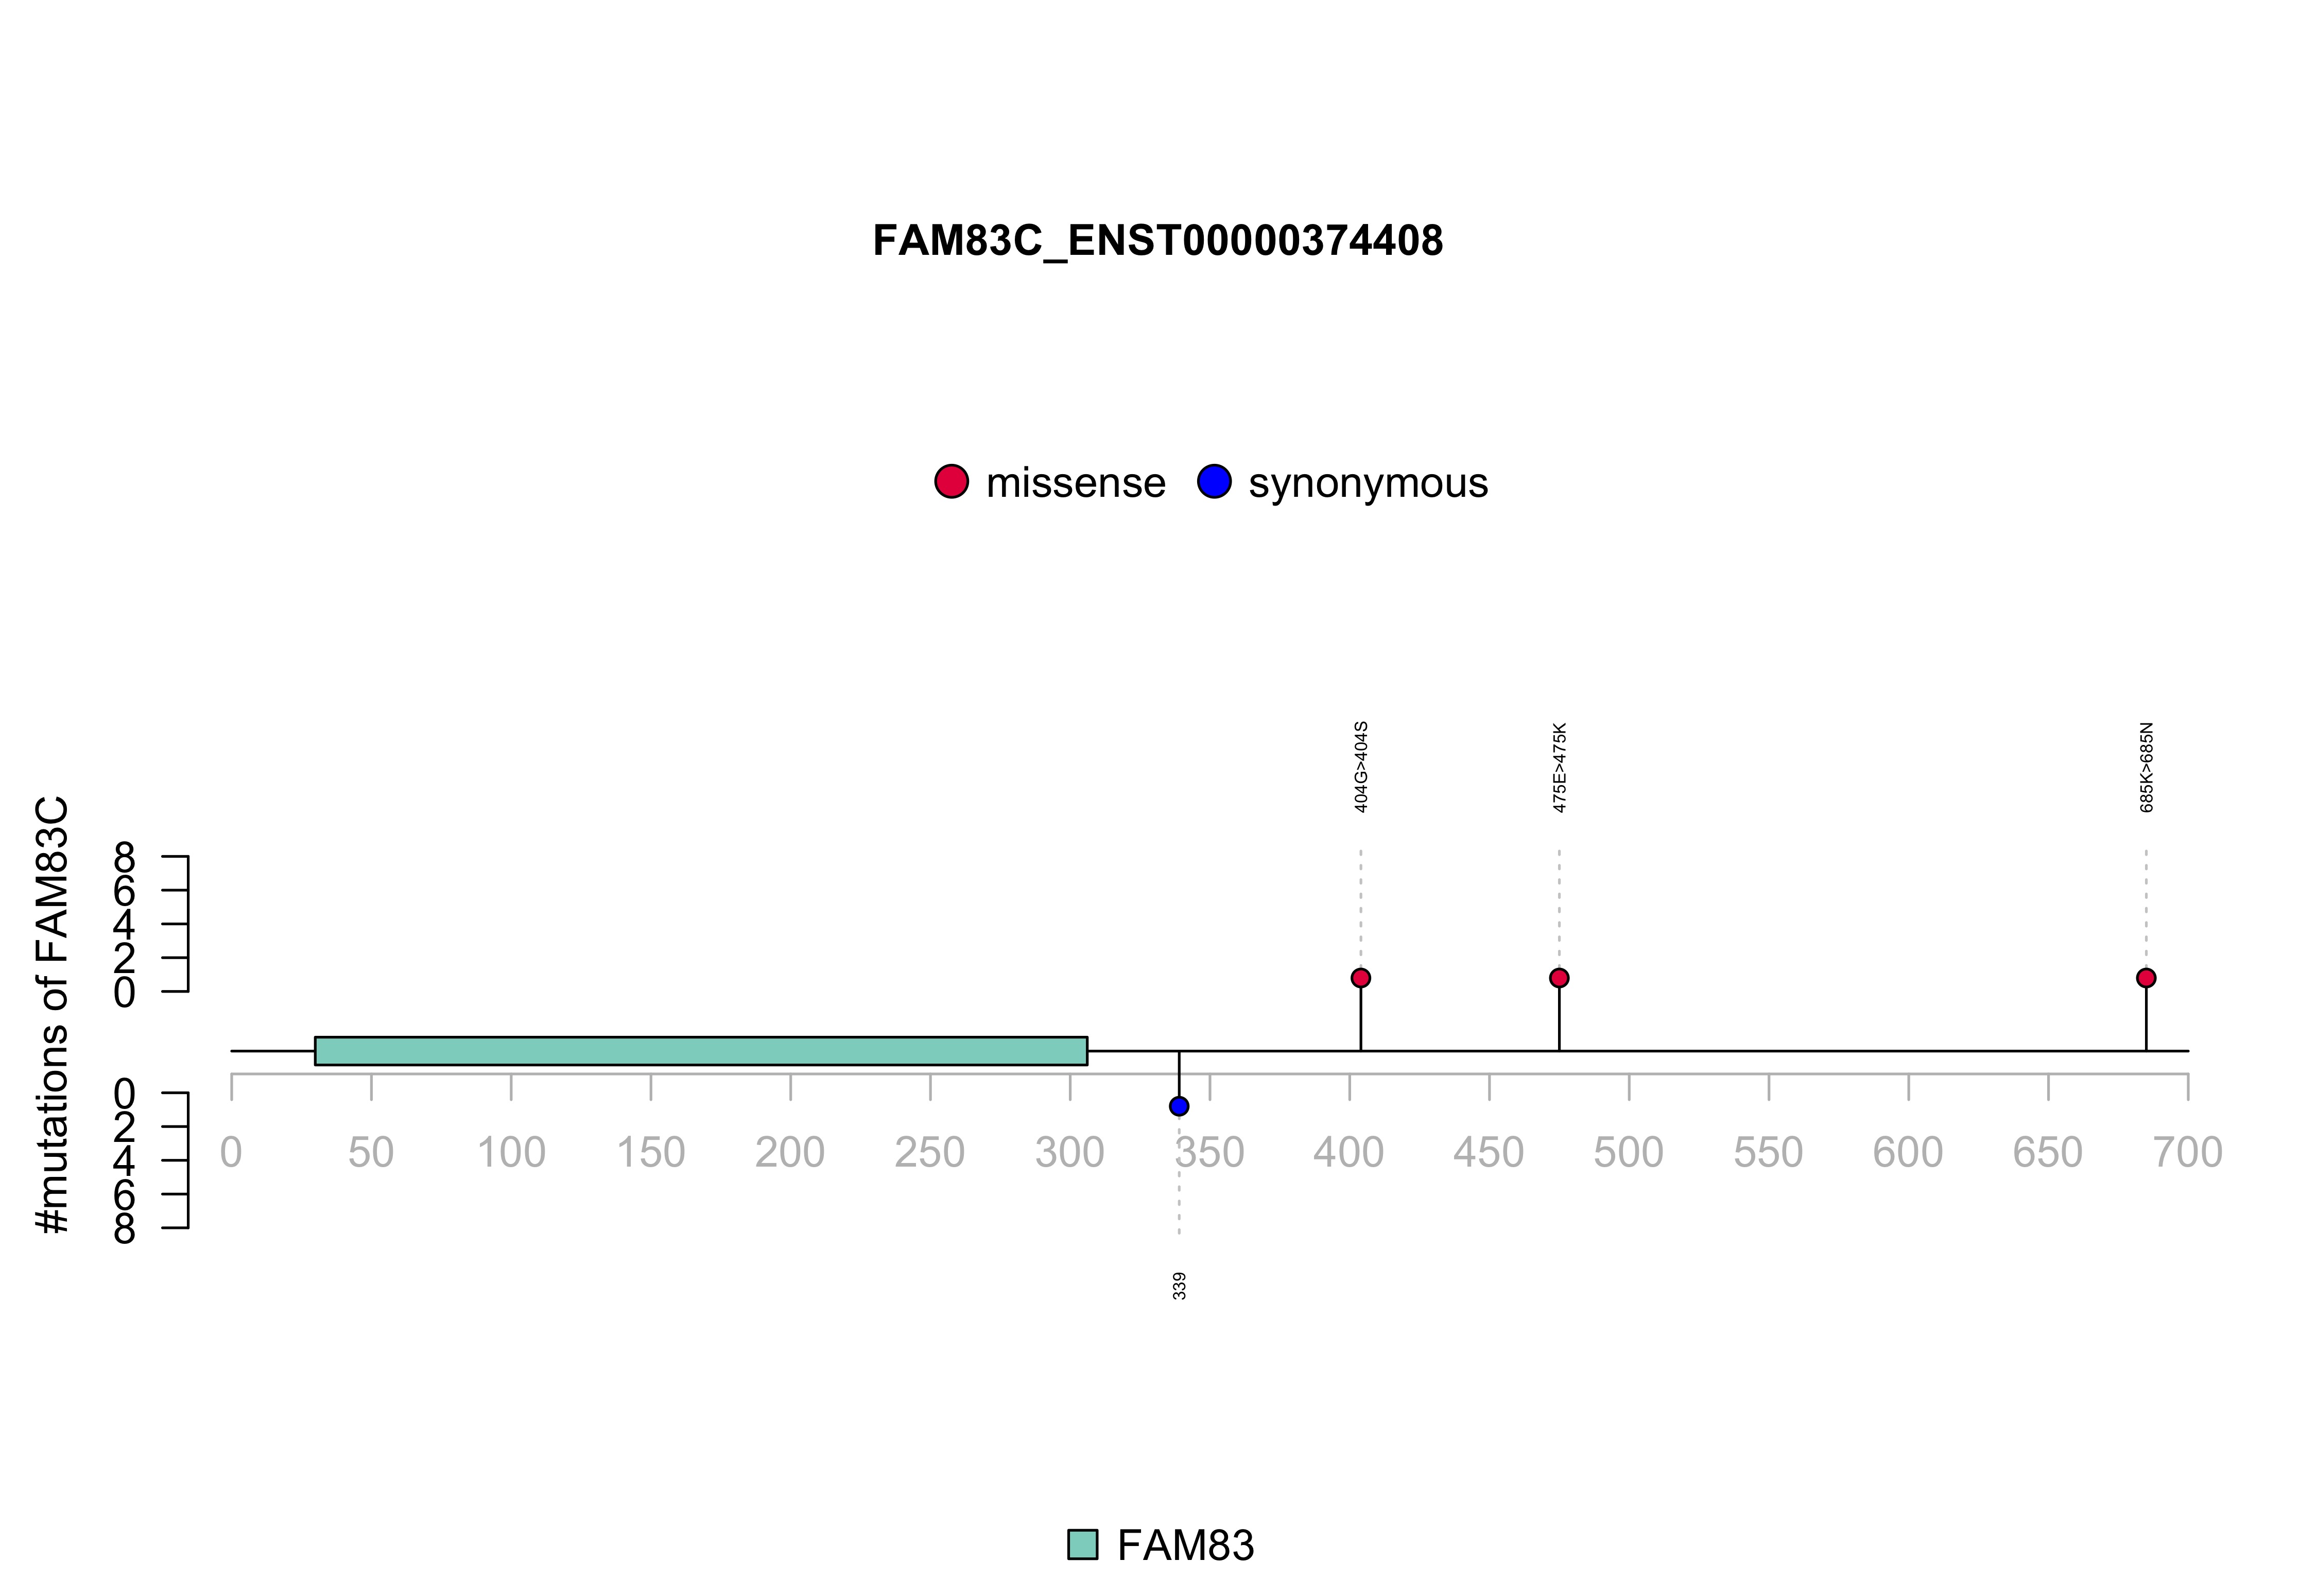 FAM83C_ENST00000374408
missense synonymous
404G>404S 475E>475K 685K>685N
#mutations of FAM83C
8
6
4
2
0
0
2
4
6
8
0 50 100 150 200 250 300 350 400 450 500 550 600 650 700
339
FAM83